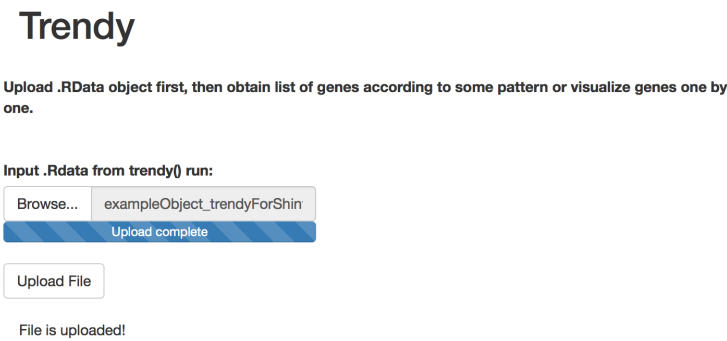 Trendy
Upload .RData object first, then obtain list of genes according to some pattern or visualize genes one by
one.
Input .Rdata from trendy() run:
Browse... exampleObject_trendyForShin
Upload complete
Upload File
File is uploaded!